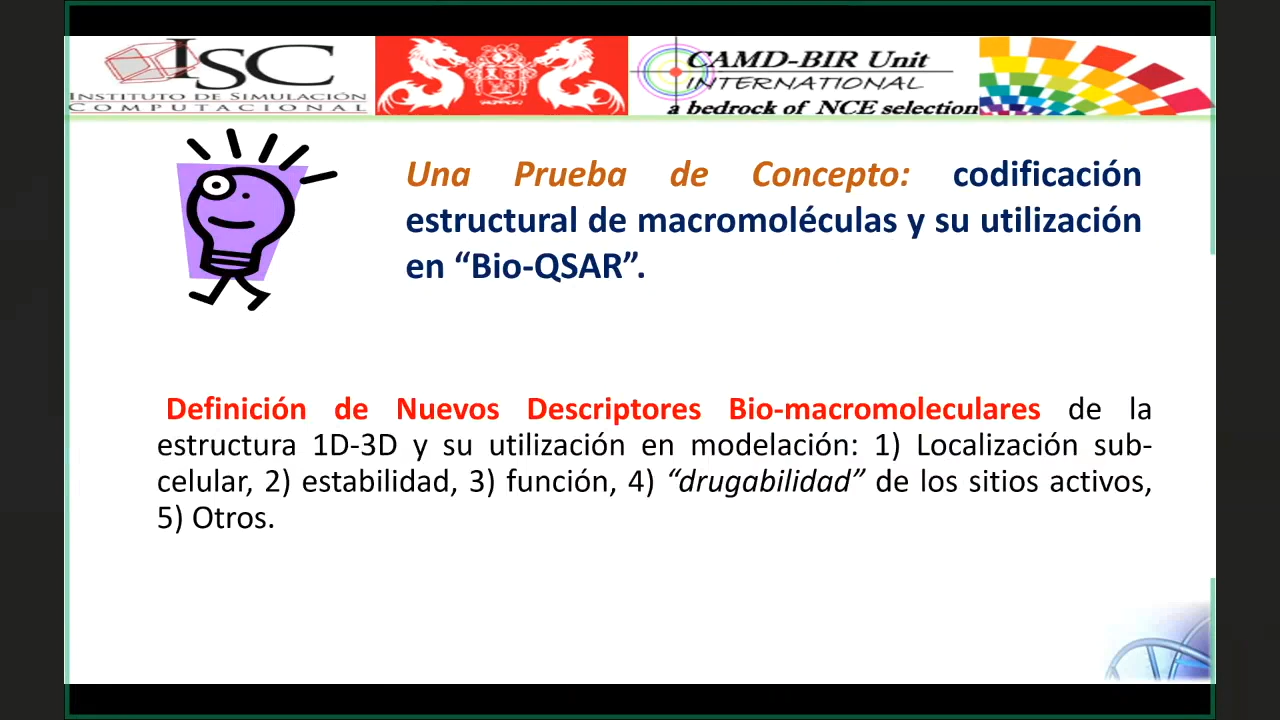 ISC
INSTITUTO DE SIMULACIÓN
COMPUTACIONAL
CAMD-BIR Unit
INTERNATIONAL
a bedrock of NCE selection
Una Prueba de Concepto: codificación
estructural de macromoléculas y su utilización
en “Bio-QSAR”.
Definición de Nuevos Descriptores Bio-macromoleculares de la
estructura 1D-3D y su utilización en modelación: 1) Localización sub-
celular, 2) estabilidad, 3) función, 4) “drugabilidad” de los sitios activos,
5) Otros.